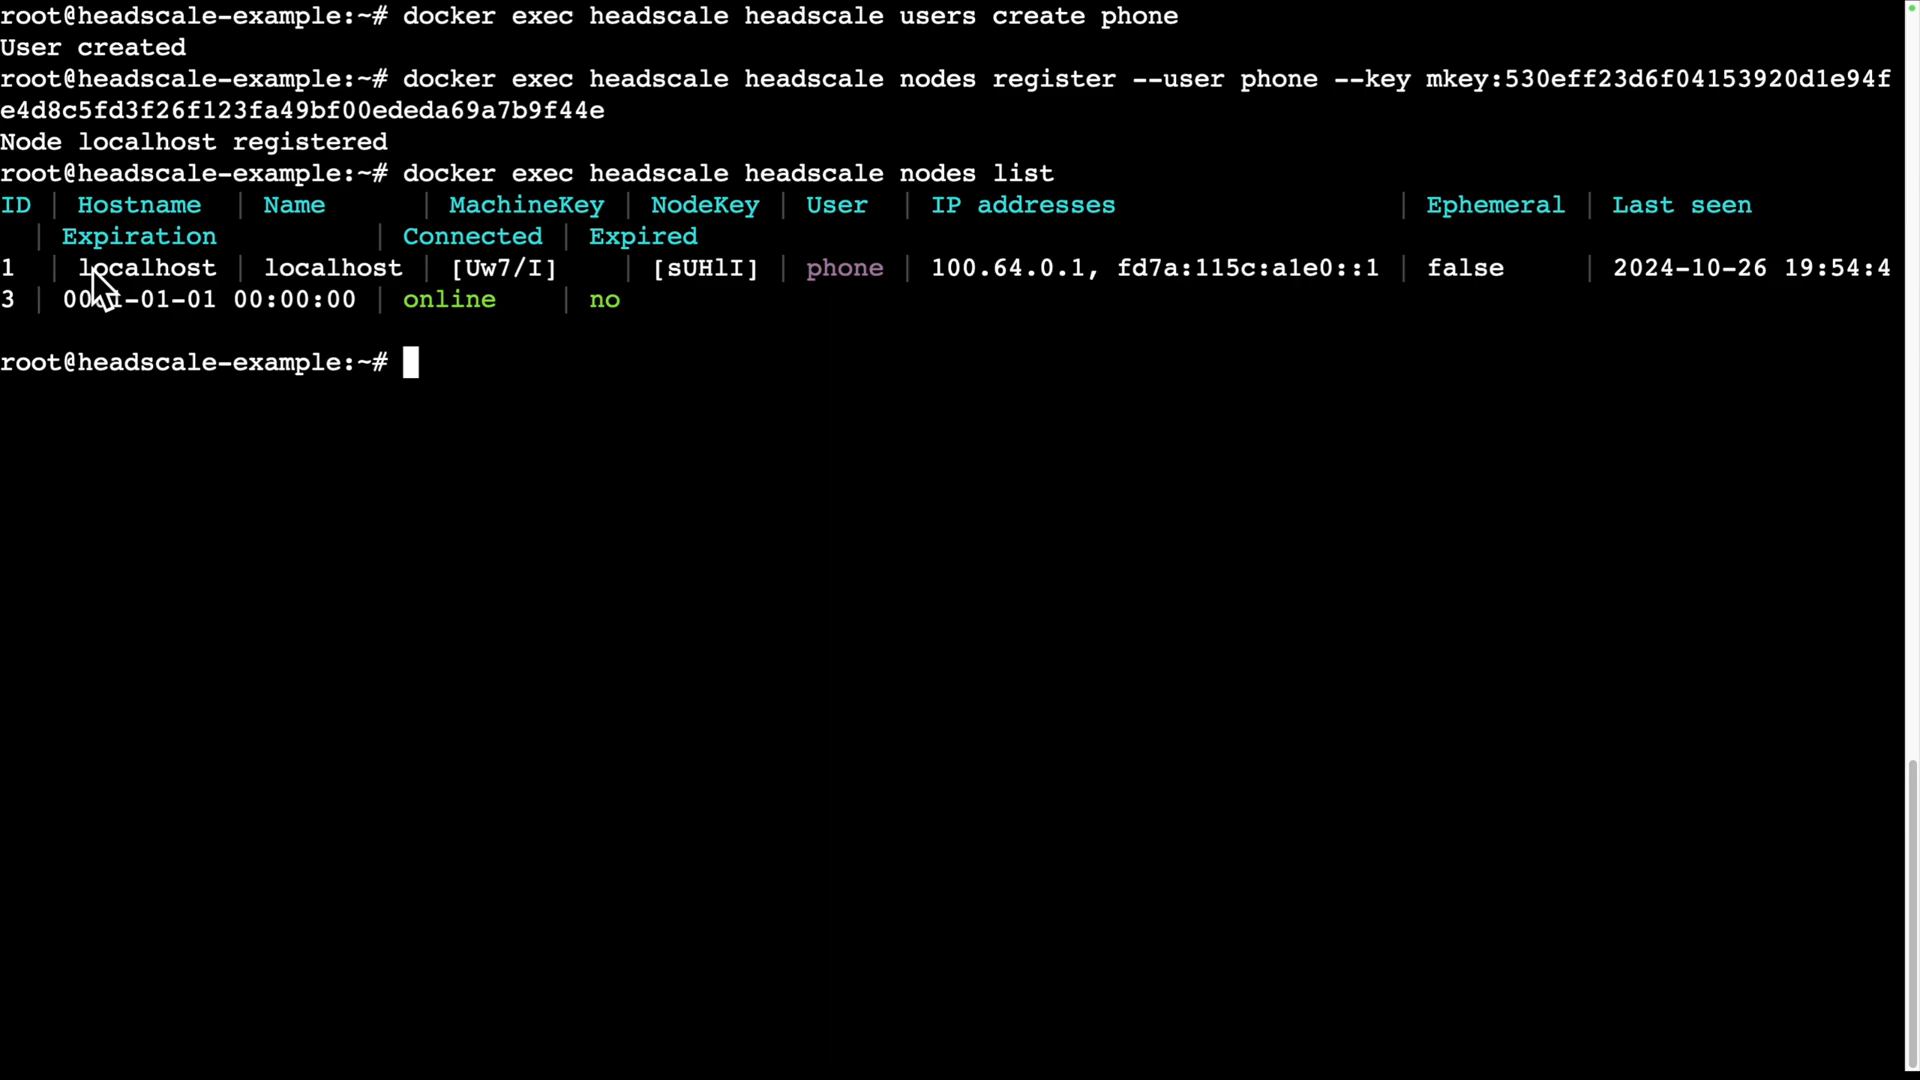 root@headscale-example:~# docker exec headscale headscale users create phone
User created
root@headscale-example:~# docker exec headscale headscale nodes register --user phone --key mkey:530eff23d6f04153920d1e94f
e4d8c5fd3f26f123fa49bf00ededa69a7b9f44e
Node localhost registered
root@headscale-example:~# docker exec headscale headscale nodes list
ID | Hostname | Name | MachineKey | NodeKey | User | IP addresses | Ephemeral | Last seen
| Expiration | Connected | Expired
1 | localhost | localhost | [Uw7/I] | [sUHlI] | phone | 100.64.0.1, fd7a:115c:a1e0::1 | false | 2024-10-26 19:54:4
3 | 0001-01-01 00:00:00 | online | no
root@headscale-example:~#